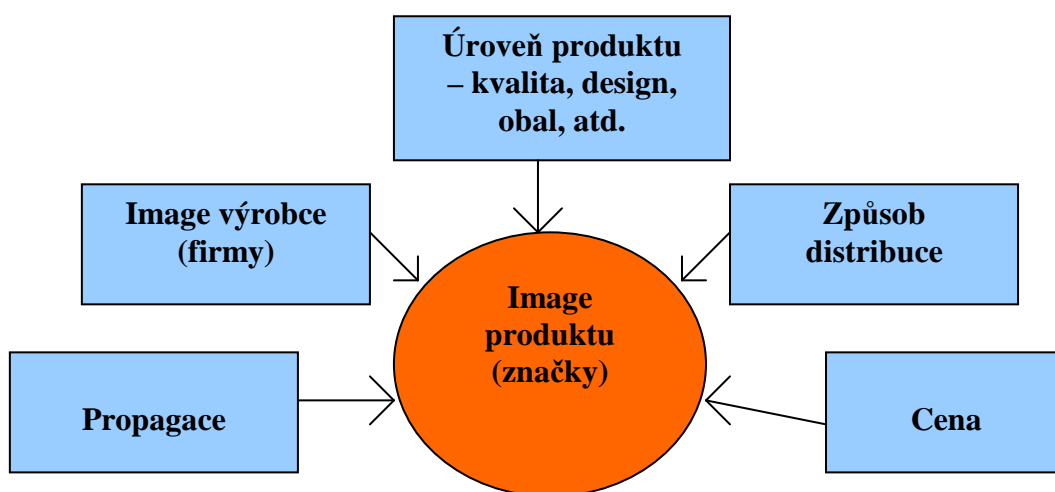 Úroveň produktu
– kvalita, design,
obal, atd.
Image výrobce
(firmy)
Způsob
distribuce
Image
produktu
(značky)
Propagace
Cena